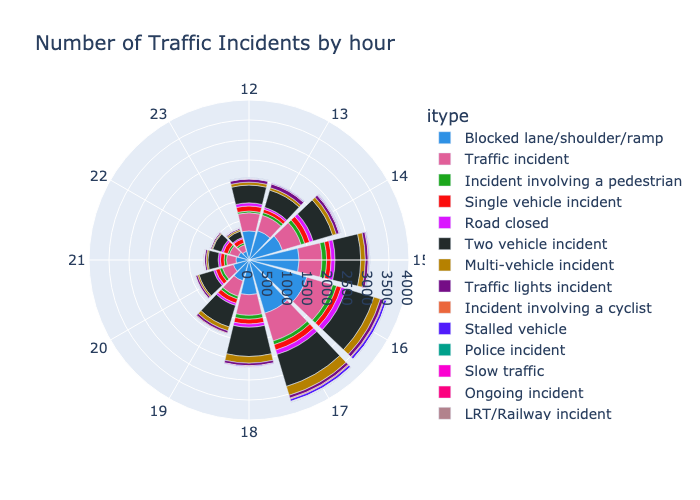 Number of Traffic Incidents by hour
12
13
14
15
16
17
18
19
20
21
22
23
0
500
1000
1500
2000
2500
3000
3500
4000
itype
Blocked lane/shoulder/ramp
Traffic incident
Incident involving a pedestrian
Single vehicle incident
Road closed
Two vehicle incident
Multi-vehicle incident
Traffic lights incident
Incident involving a cyclist
Stalled vehicle
Police incident
Slow traffic
Ongoing incident
LRT/Railway incident